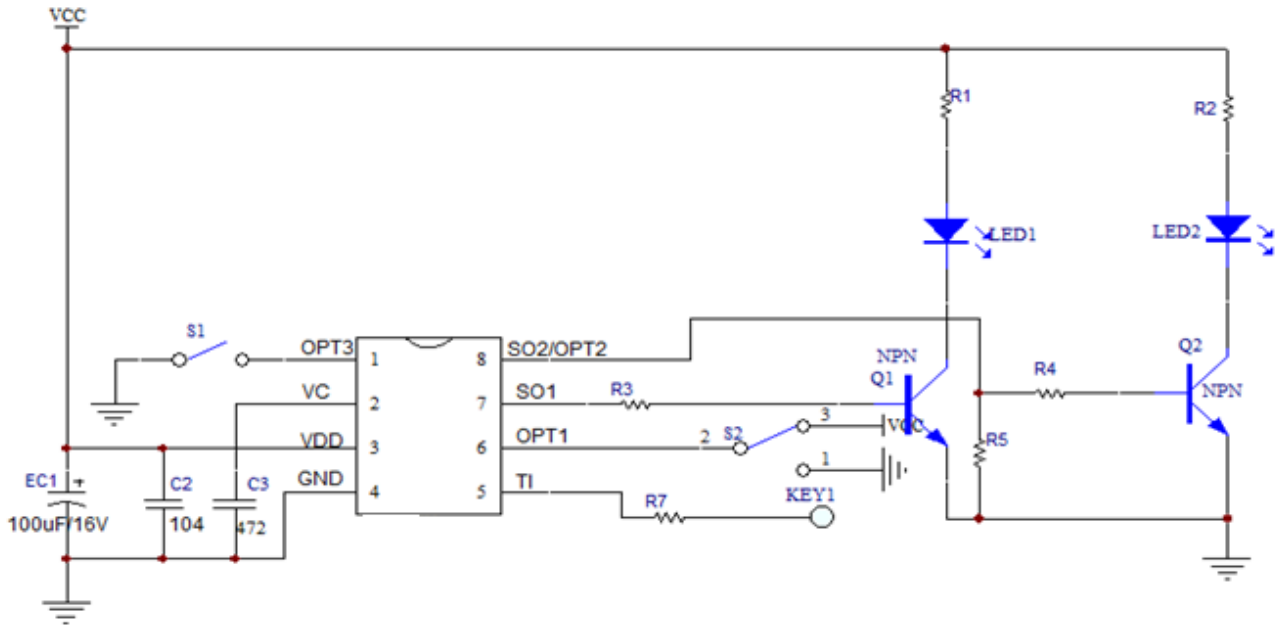 VCC
R1
R2
LED1
LED2
S1
OPT3
1
8
SO2/OPT2
NPN
Q1
Q2
NPN
VC
2
7
SO1
R3
R4
VDD
3
6
OPT1
2
S2
3
VCC
R5
EC1
+
100uF/16V
C2
104
C3
472
GND
4
5
TI
R7
1
KEY1